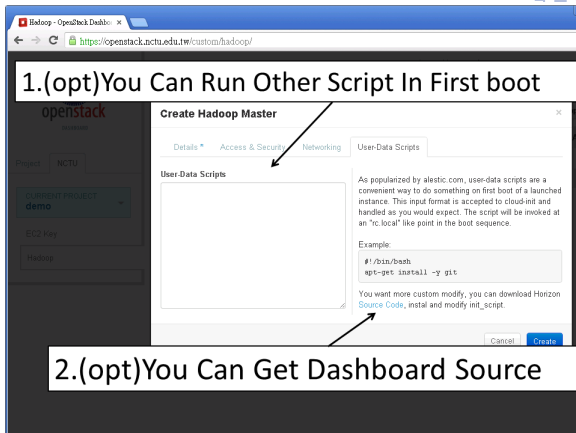 Hadoop - OpenStack Dashboa
https://openstack.nctu.edu.tw/custom/hadoop/
1.(opt)You Can Run Other Script In First boot
openstack
Create Hadoop Master
×
Details *
Access & Security
Networking
User-Data Scripts
Project
NCTU
CURRENT PROJECT
demo
EC2 Key
Hadoop
User-Data Scripts
As popularized by alestic.com, user-data scripts are a
convenient way to do something on first boot of a launched
instance. This input format is accepted to cloud-init and
handled as you would expect. The script will be invoked at
an "rc.local" like point in the boot sequence.
Example:
#!/bin/bash
apt-get install -y git
You want more custom modify, you can download Horizon
Source Code, instal and modify init_script.
Cancel
Create
2.(opt)You Can Get Dashboard Source